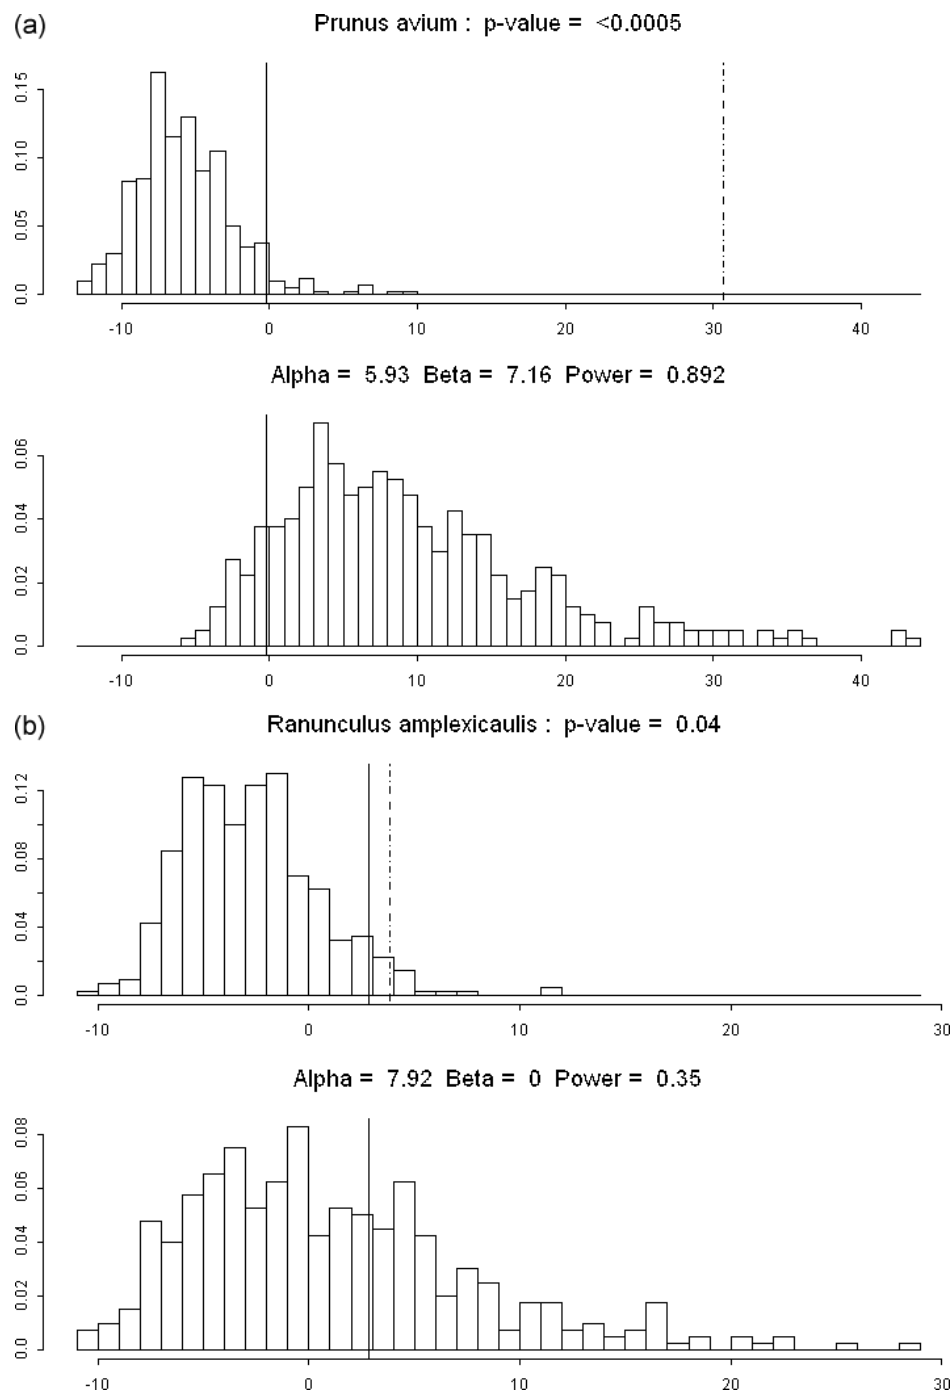 (a) Prunus avium : p-value = <0.0005
0.15
0.10
0.05
0.0
-10 0 10 20 30 40
Alpha = 5.93 Beta = 7.16 Power = 0.892
0.06
0.04
0.02
0.0
-10 0 10 20 30 40
(b) Ranunculus amplexicaulis : p-value = 0.04
0.12
0.08
0.04
0.0
-10 0 10 20 30
Alpha = 7.92 Beta = 0 Power = 0.35
0.08
0.06
0.04
0.02
0.0
-10 0 10 20 30